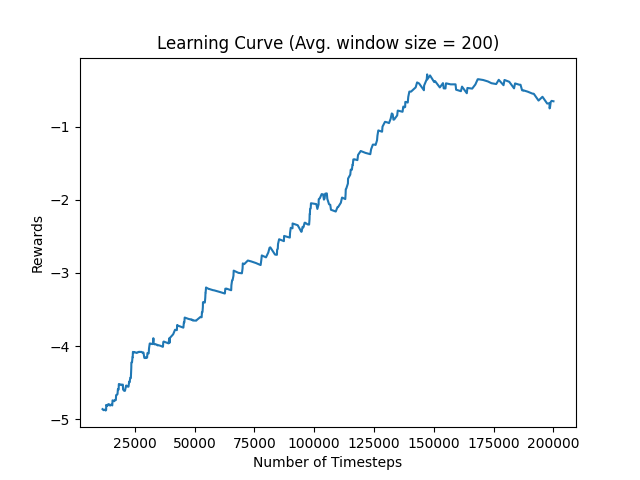 Learning Curve (Avg. window size = 200)
Rewards
−1
−2
−3
−4
−5
25000 50000 75000 100000 125000 150000 175000 200000
Number of Timesteps